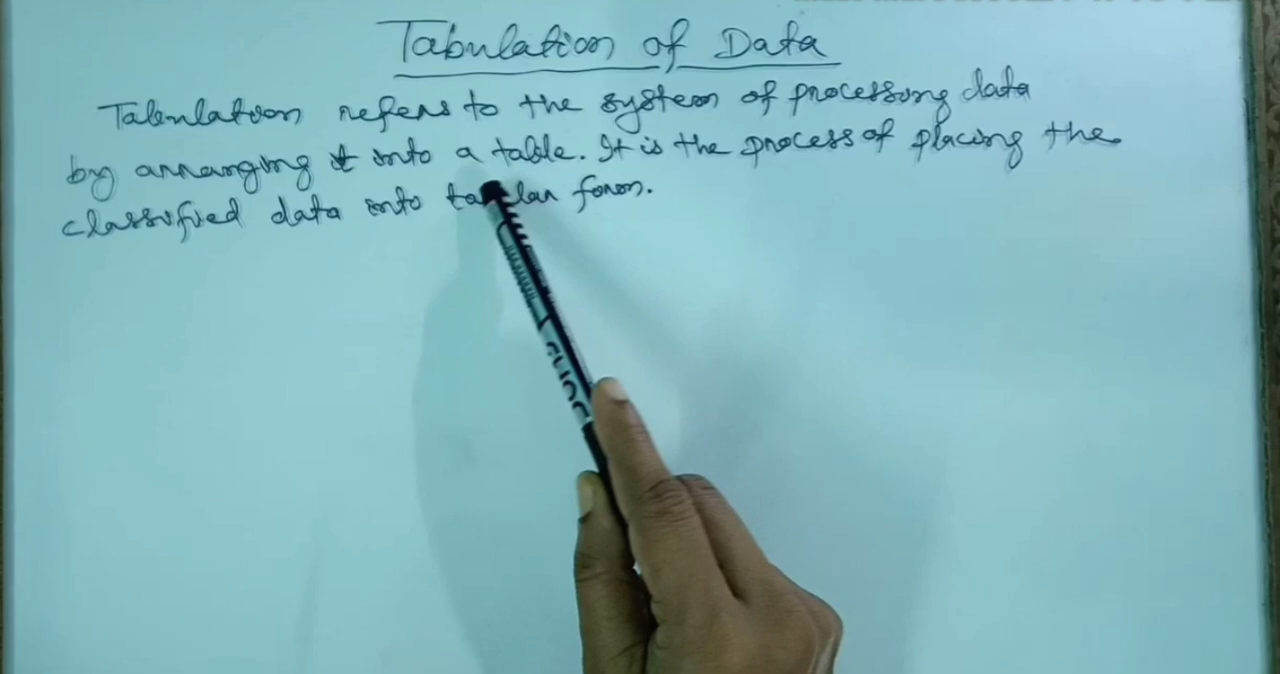 Tabulation of Data
Tabulation refers to the system of processing data
by arranging it into a table. It is the process of placing the
classified data into tabular form.